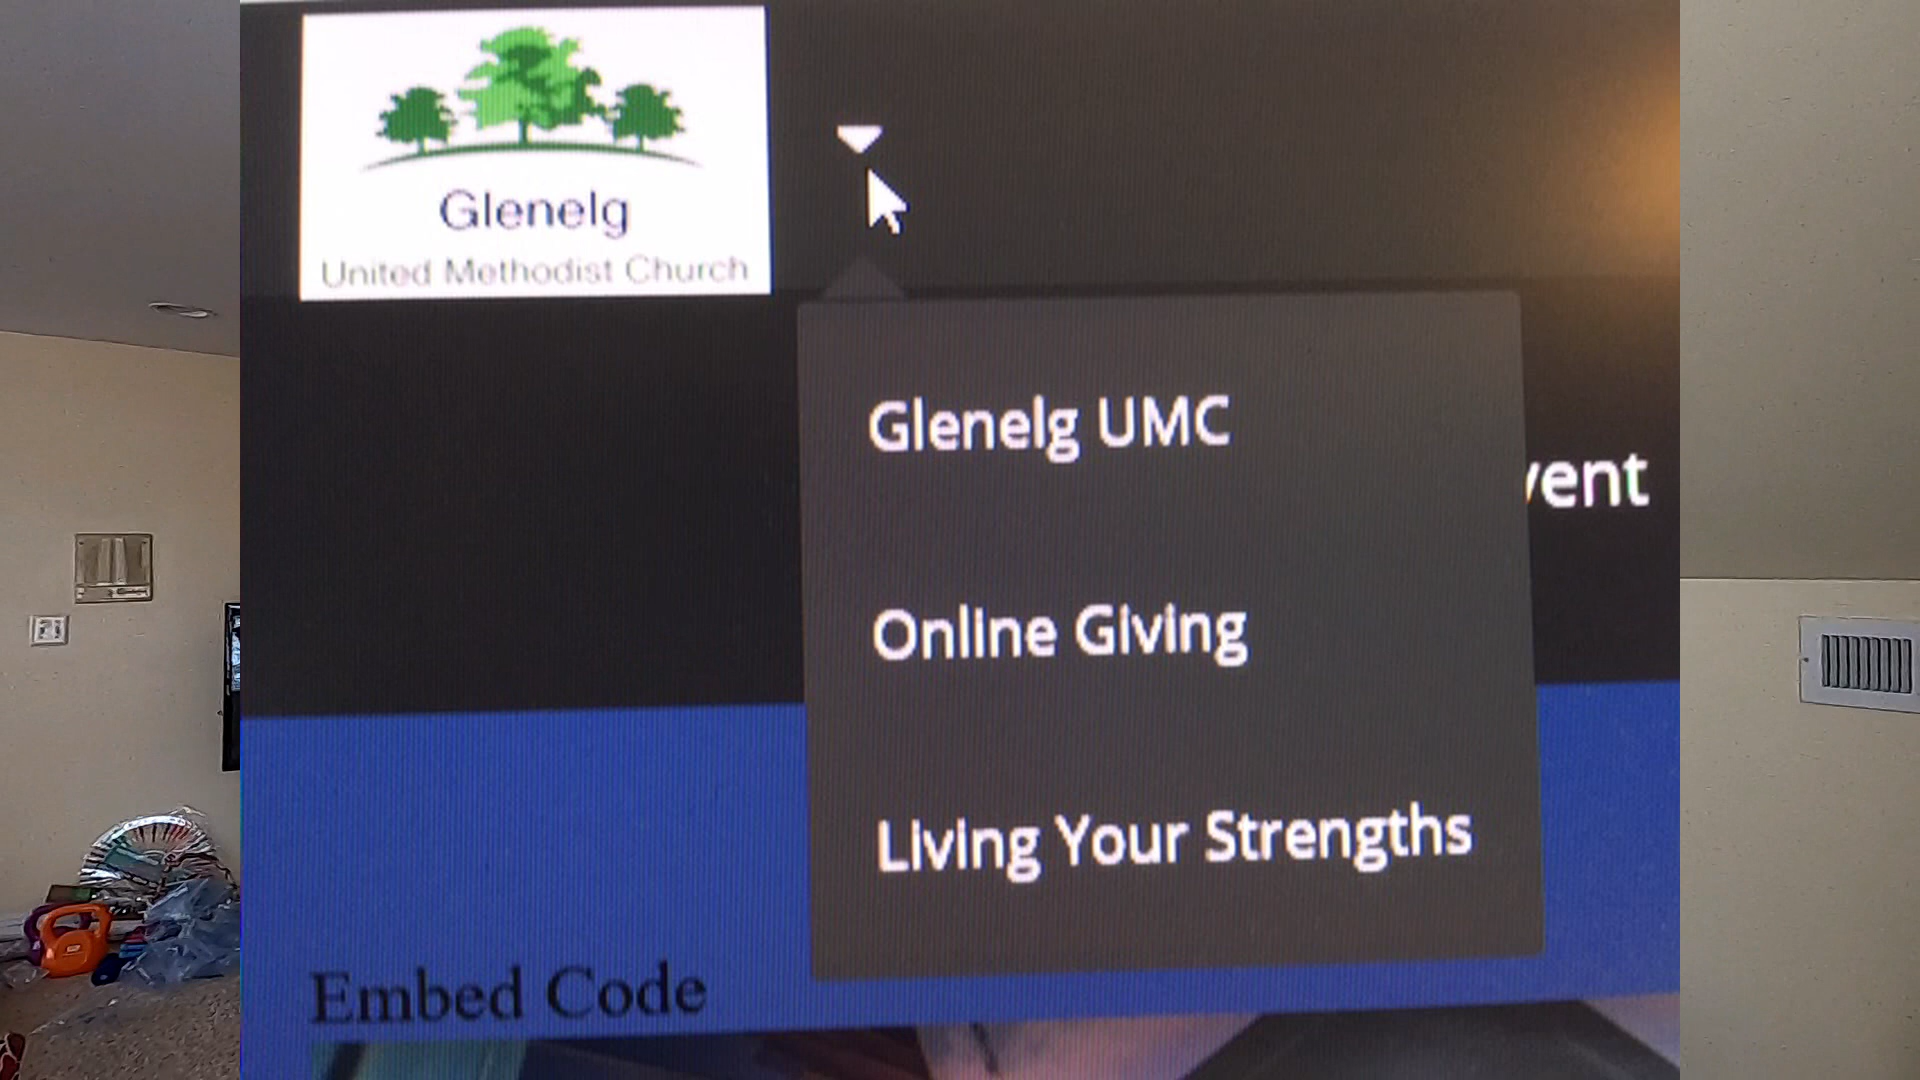 Glenelg
United Methodist Church
Glenelg UMC
vent
Online Giving
Living Your Strengths
Embed Code